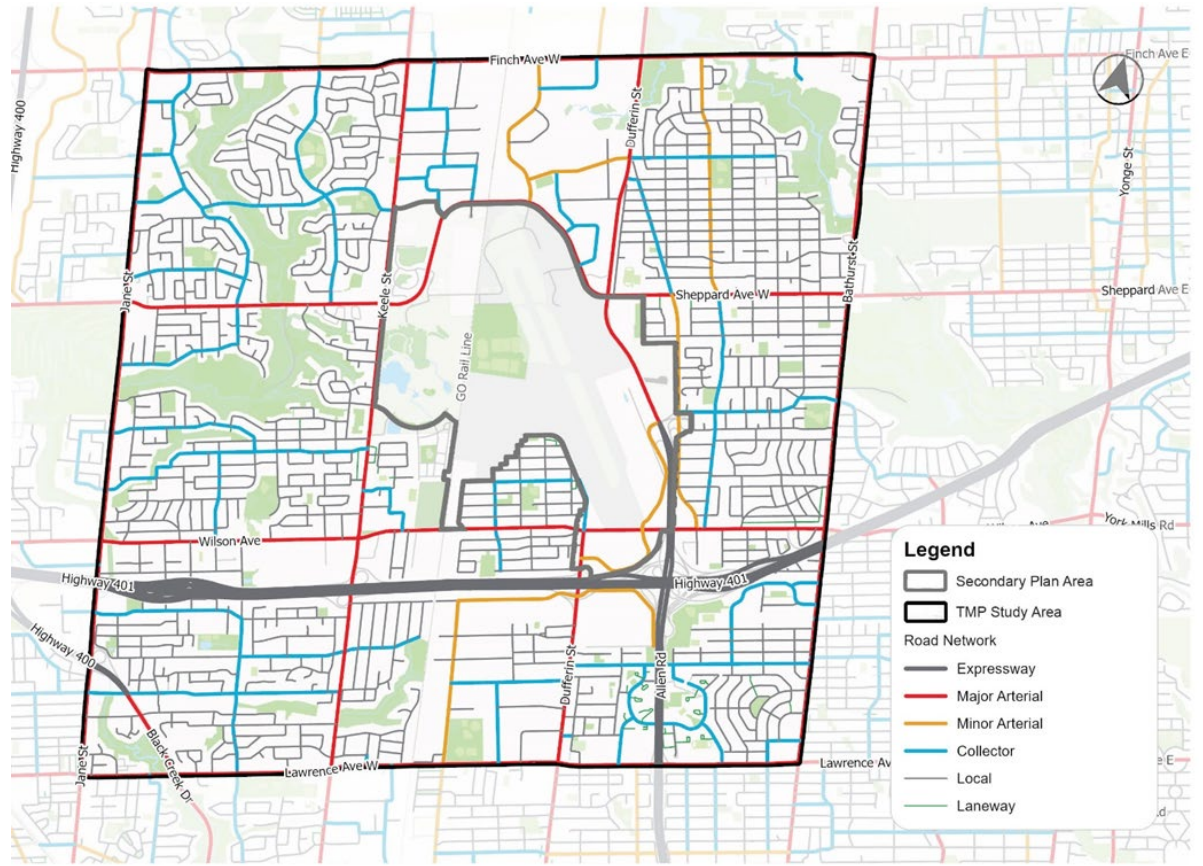 Finch Ave W
Finch Ave E
Highway 400
Dufferin St
Yonge St
Jane St
Keele St
Bathurst St
Sheppard Ave W
Sheppard Ave E
GO Rail Line
Wilson Ave
York Mills Rd
Highway 401
Highway 401
Highway 400
Dufferin St
Allen Rd
Black Creek Dr
Jane St
Lawrence Ave W
Lawrence Av
Legend
Secondary Plan Area
TMP Study Area
Road Network
Expressway
Major Arterial
Minor Arterial
Collector
Local
Laneway